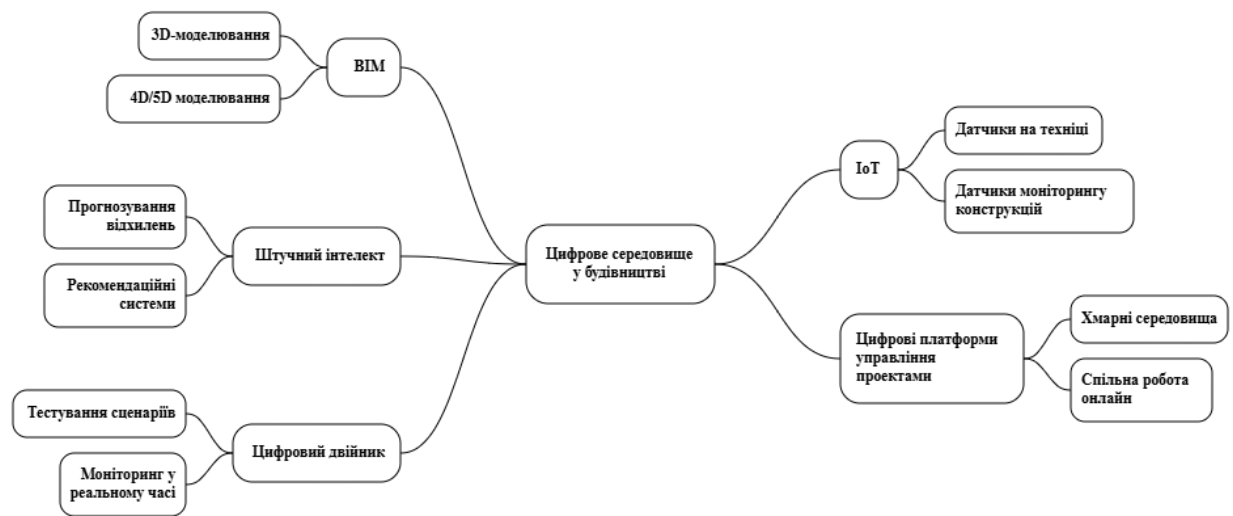 3D-моделювання
BIM
4D/5D моделювання
Датчики на техніці
IoT
Датчики моніторингу
конструкцій
Прогнозування
відхилень
Штучний інтелект
Рекомендаційні
системи
Цифрове середовище
у будівництві
Хмарні середовища
Цифрові платформи
управління
проектами
Спільна робота
онлайн
Тестування сценаріїв
Цифровий двійник
Моніторинг у
реальному часі